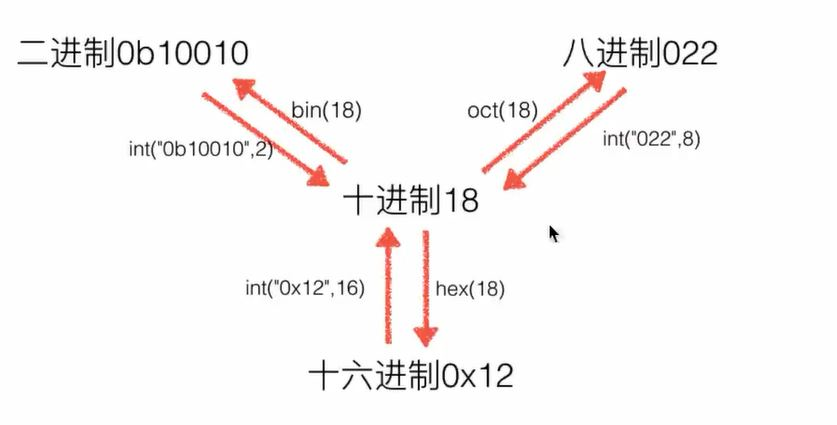 二进制0b10010
八进制022
bin(18)
oct(18)
int("0b10010",2)
int("022",8)
十进制18
int("0x12",16)
hex(18)
十六进制0x12